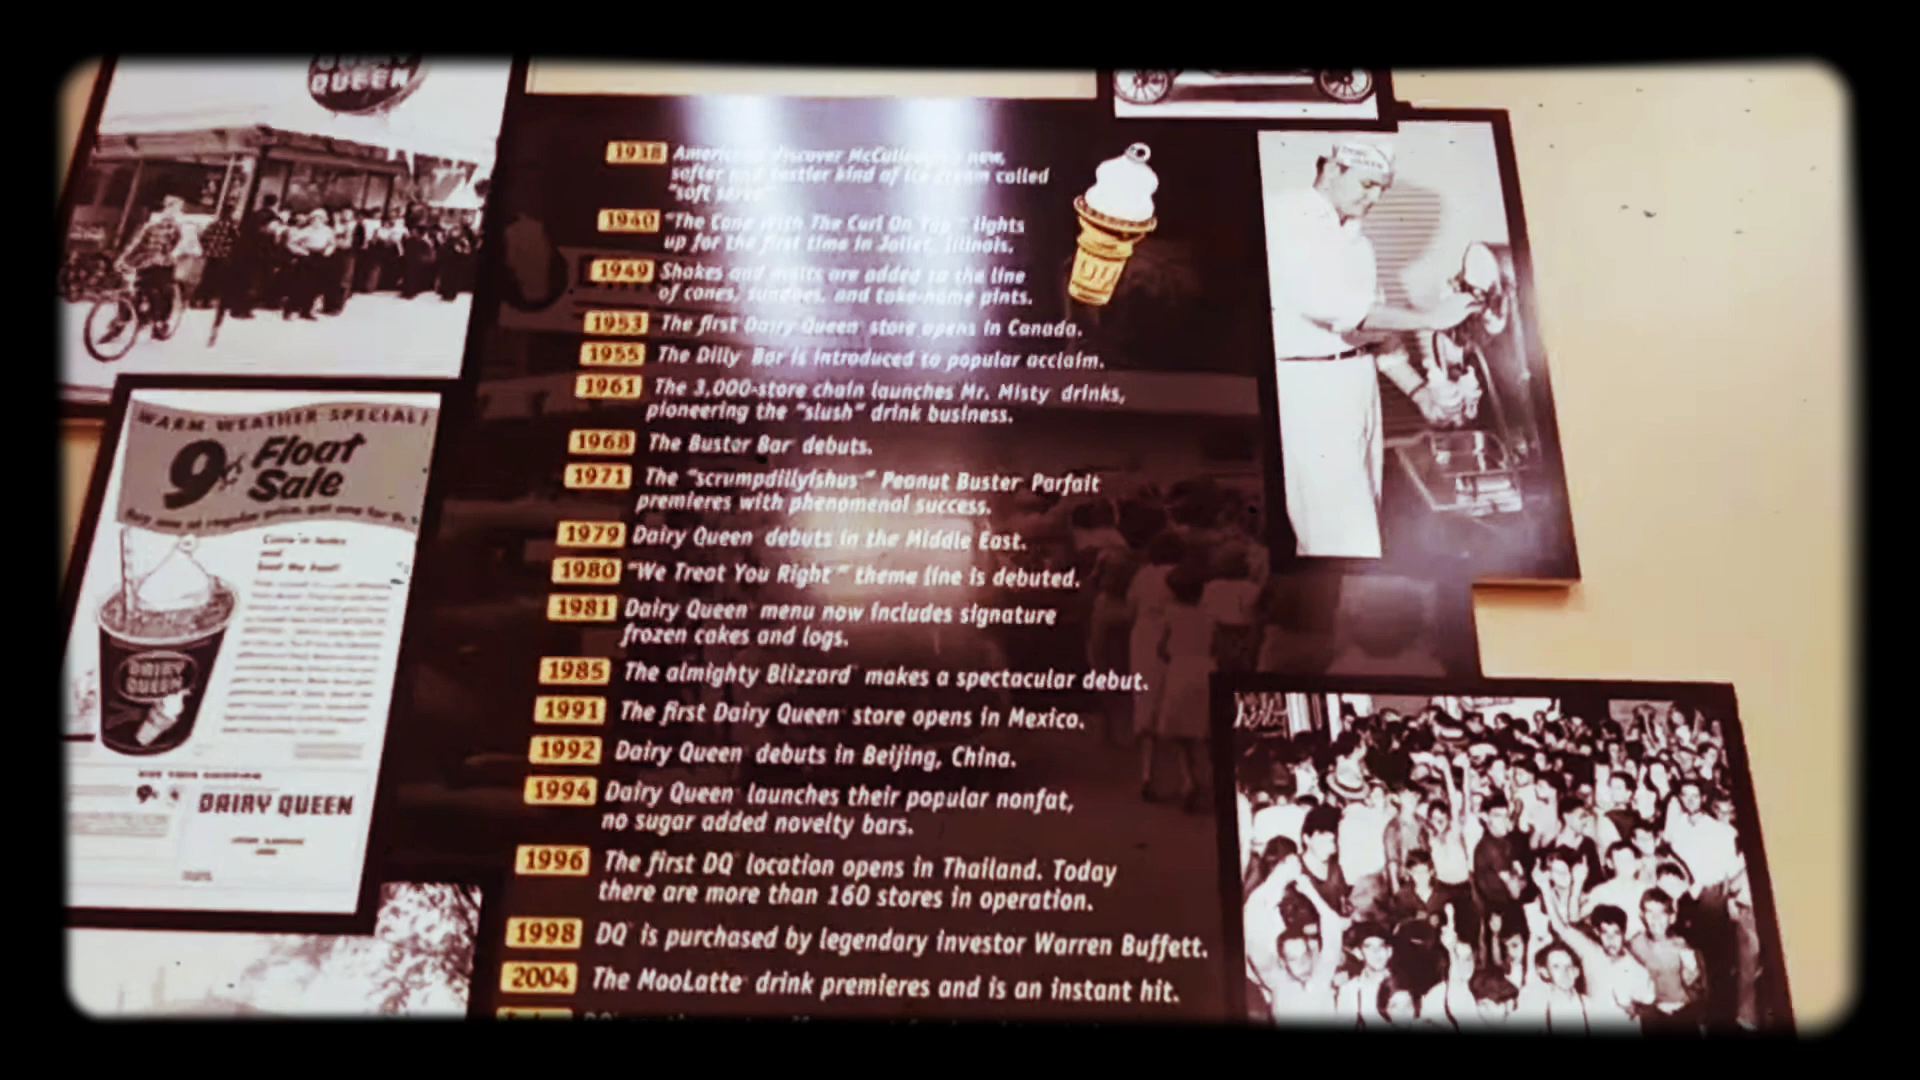 QUEEN
1938 Americans discover McCullough's new,
softer and tastier kind of ice cream called
"soft serve"
1940 "The Cone With The Curl On Top" lights
up for the first time in Joliet, Illinois.
1949 Shakes and malts are added to the line
of cones, sundaes, and take-home pints.
1953 The first Dairy Queen store opens in Canada.
1955 The Dilly Bar is introduced to popular acclaim.
1961 The 3,000-store chain launches Mr. Misty drinks,
pioneering the "slush" drink business.
1968 The Buster Bar debuts.
1971 The "scrumpdillyishus" Peanut Buster Parfait
premieres with phenomenal success.
1979 Dairy Queen debuts in the Middle East.
1980 "We Treat You Right" theme line is debuted.
1981 Dairy Queen menu now includes signature
frozen cakes and logs.
1985 The almighty Blizzard makes a spectacular debut.
1991 The first Dairy Queen store opens in Mexico.
1992 Dairy Queen debuts in Beijing, China.
1994 Dairy Queen launches their popular nonfat,
no sugar added novelty bars.
1996 The first DQ location opens in Thailand. Today
there are more than 160 stores in operation.
1998 DQ is purchased by legendary investor Warren Buffett.
2004 The MooLatte drink premieres and is an instant hit.
WARM WEATHER SPECIAL!
9¢ Float
Sale
DAIRY
QUEEN
9¢
DAIRY QUEEN